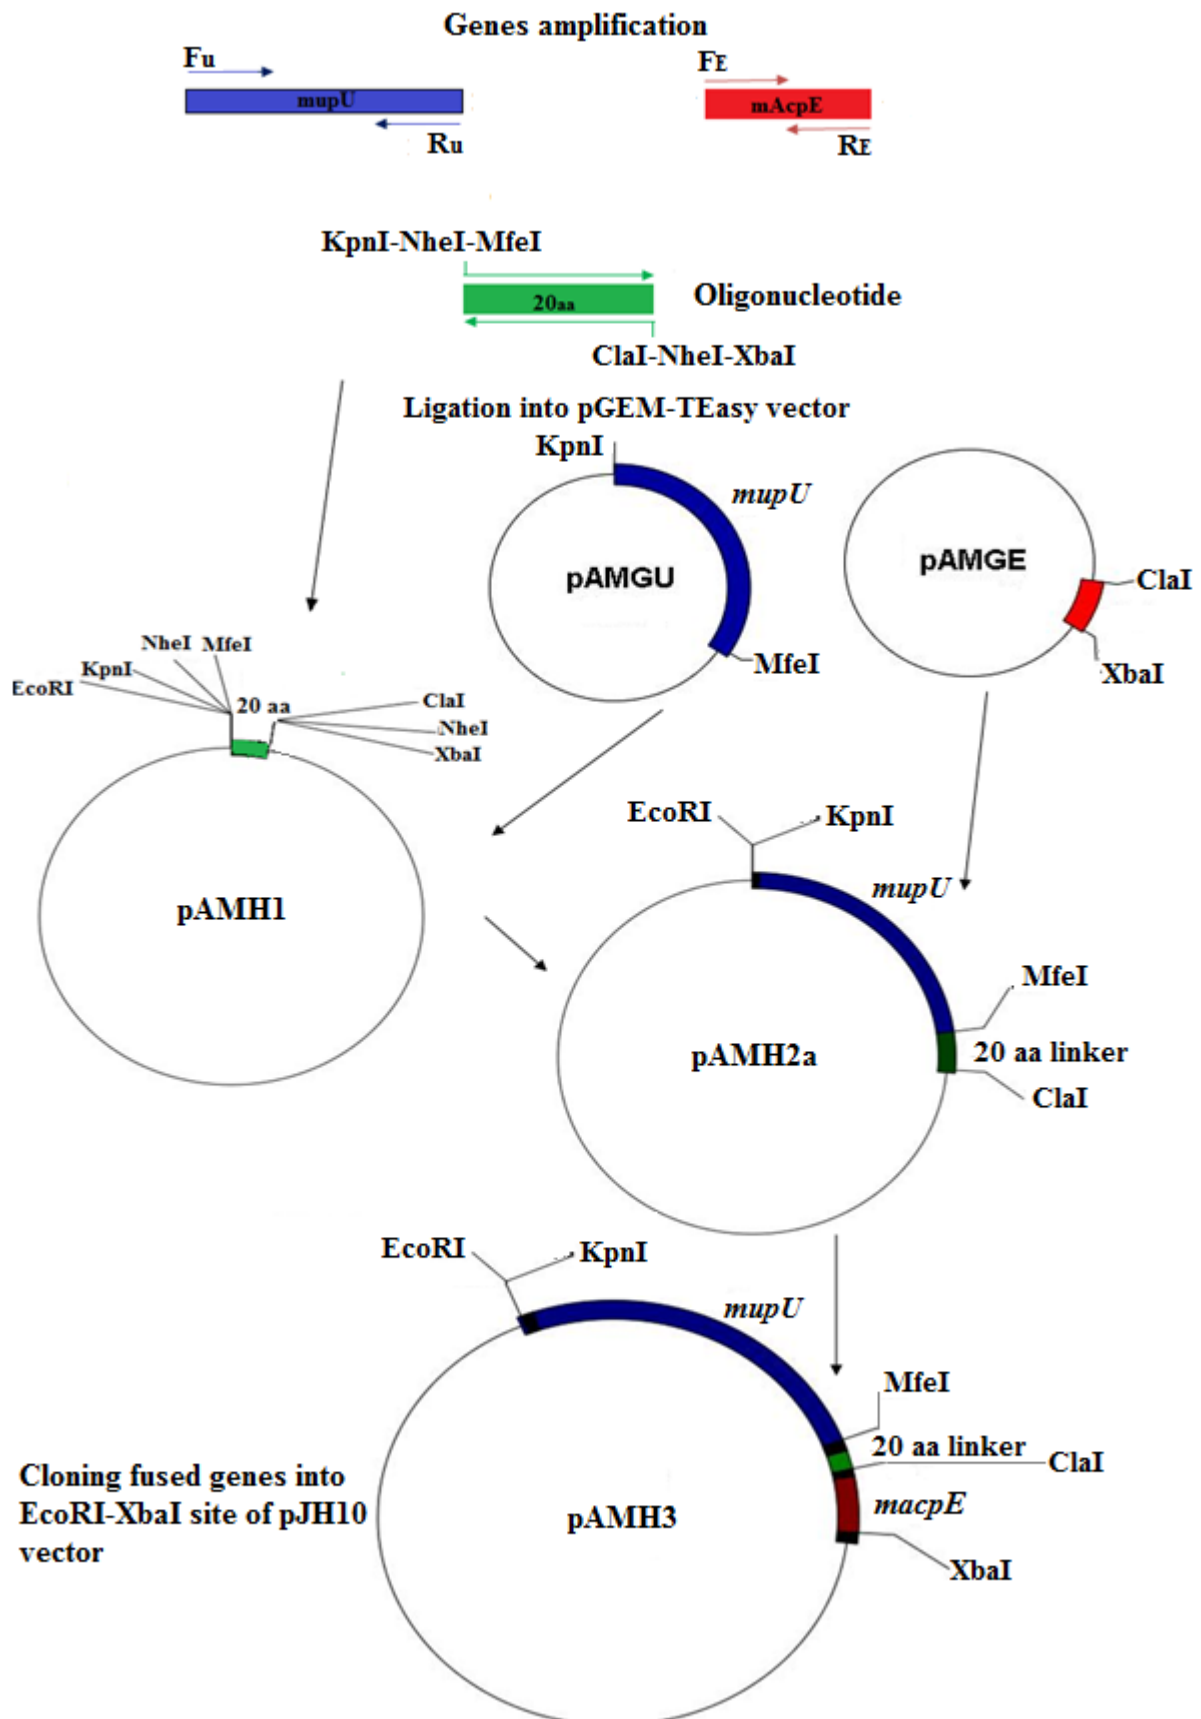 Genes amplification
Fu
FE
mupU
mAcpE
Ru
RE
KpnI-NheI-MfeI
20aa
Oligonucleotide
ClaI-NheI-XbaI
Ligation into pGEM-TEasy vector
KpnI
mupU
pAMGU
pAMGE
ClaI
MfeI
XbaI
NheI
MfeI
KpnI
EcoRI
20 aa
ClaI
NheI
XbaI
pAMH1
EcoRI
KpnI
mupU
MfeI
pAMH2a
20 aa linker
ClaI
EcoRI
KpnI
mupU
MfeI
20 aa linker
ClaI
Cloning fused genes into
EcoRI-XbaI site of pJH10
vector
pAMH3
macpE
XbaI